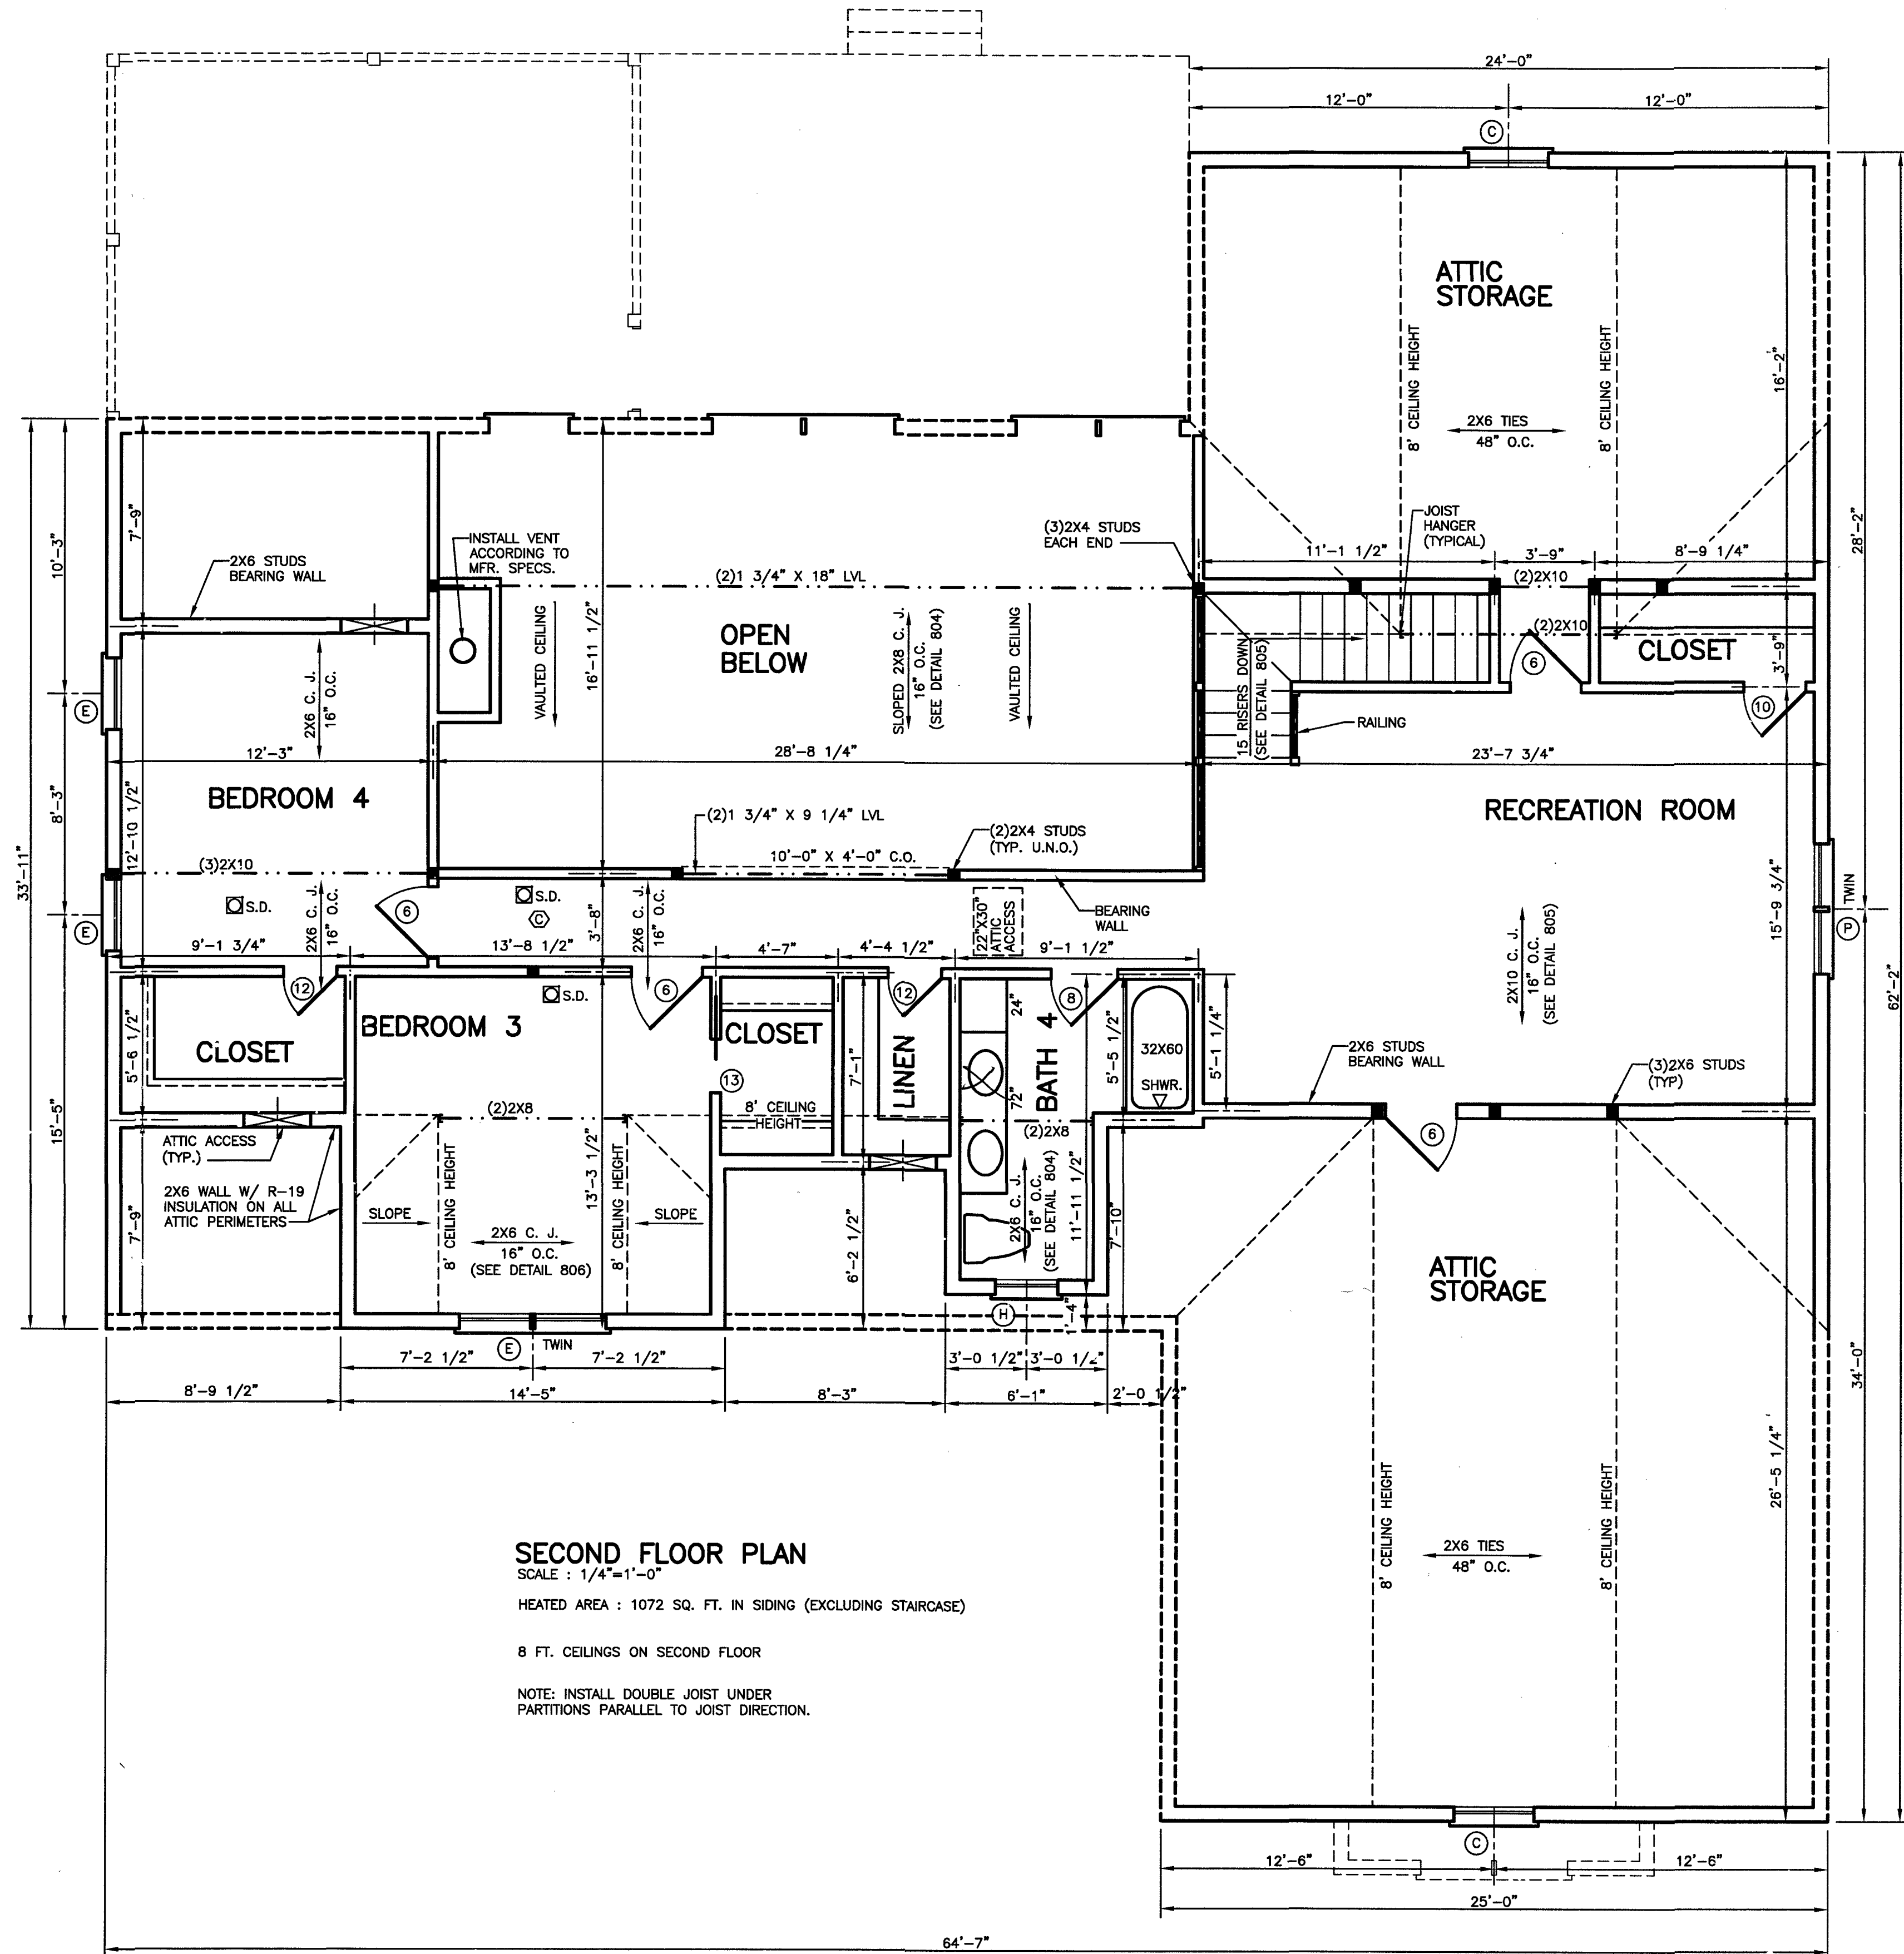 24'-0"
12'-0"
12'-0"
C
ATTIC
STORAGE
8' CEILING HEIGHT
8' CEILING HEIGHT
2X6 TIES
48" O.C.
16'-2"
28'-2"
62'-2"
JOIST
HANGER
(TYPICAL)
11'-1 1/2"
3'-9"
8'-9 1/4"
(2)2X10
(2)2X10
6
CLOSET
3'-9"
10
15 RISERS DOWN
(SEE DETAIL 805)
RAILING
33'-11"
10'-3"
7'-9"
2X6 STUDS
BEARING WALL
INSTALL VENT
ACCORDING TO
MFR. SPECS.
(3)2X4 STUDS
EACH END
(2)1 3/4" X 18" LVL
VAULTED CEILING
16'-11 1/2"
OPEN
BELOW
SLOPED 2X8 C. J.
16" O.C.
(SEE DETAIL 804)
VAULTED CEILING
E
8'-3"
2X6 C. J.
16" O.C.
12'-3"
28'-8 1/4"
23'-7 3/4"
BEDROOM 4
12'-10 1/2"
RECREATION ROOM
(2)1 3/4" X 9 1/4" LVL
(2)2X4 STUDS
(TYP. U.N.O.)
10'-0" X 4'-0" C.O.
(3)2X10
S.D.
2X6 C. J.
16" O.C.
6
S.D.
C
3'-8"
2X6 C. J.
16" O.C.
22"X30"
ATTIC
ACCESS
BEARING
WALL
E
TWIN
P
15'-9 3/4"
2X10 C. J.
16" O.C.
(SEE DETAIL 805)
9'-1 3/4"
13'-8 1/2"
4'-7"
4'-4 1/2"
9'-1 1/2"
12
S.D.
6
12
8
BEDROOM 3
CLOSET
CLOSET
LINEN
BATH 4
24"
72"
32X60
SHWR.
5'-5 1/2"
5'-1 1/4"
5'-6 1/2"
7'-1"
13
8' CEILING
HEIGHT
2X6 STUDS
BEARING WALL
(3)2X6 STUDS
(TYP)
6
15'-5"
ATTIC ACCESS
(TYP.)
(2)2X8
(2)2X8
2X6 WALL W/ R-19
INSULATION ON ALL
ATTIC PERIMETERS
7'-9"
SLOPE
8' CEILING HEIGHT
13'-3 1/2"
8' CEILING HEIGHT
SLOPE
2X6 C. J.
16" O.C.
(SEE DETAIL 806)
6'-2 1/2"
2X6 C. J.
16" O.C.
(SEE DETAIL 804)
11'-11 1/2"
7'-10"
1'-4"
H
ATTIC
STORAGE
34'-0"
E
TWIN
7'-2 1/2"
7'-2 1/2"
3'-0 1/2"
3'-0 1/2"
8'-9 1/2"
14'-5"
8'-3"
6'-1"
2'-0 1/2"
26'-5 1/4"
8' CEILING HEIGHT
8' CEILING HEIGHT
2X6 TIES
48" O.C.
SECOND FLOOR PLAN
SCALE : 1/4"=1'-0"
HEATED AREA : 1072 SQ. FT. IN SIDING (EXCLUDING STAIRCASE)
8 FT. CEILINGS ON SECOND FLOOR
NOTE: INSTALL DOUBLE JOIST UNDER
PARTITIONS PARALLEL TO JOIST DIRECTION.
C
12'-6"
12'-6"
25'-0"
64'-7"